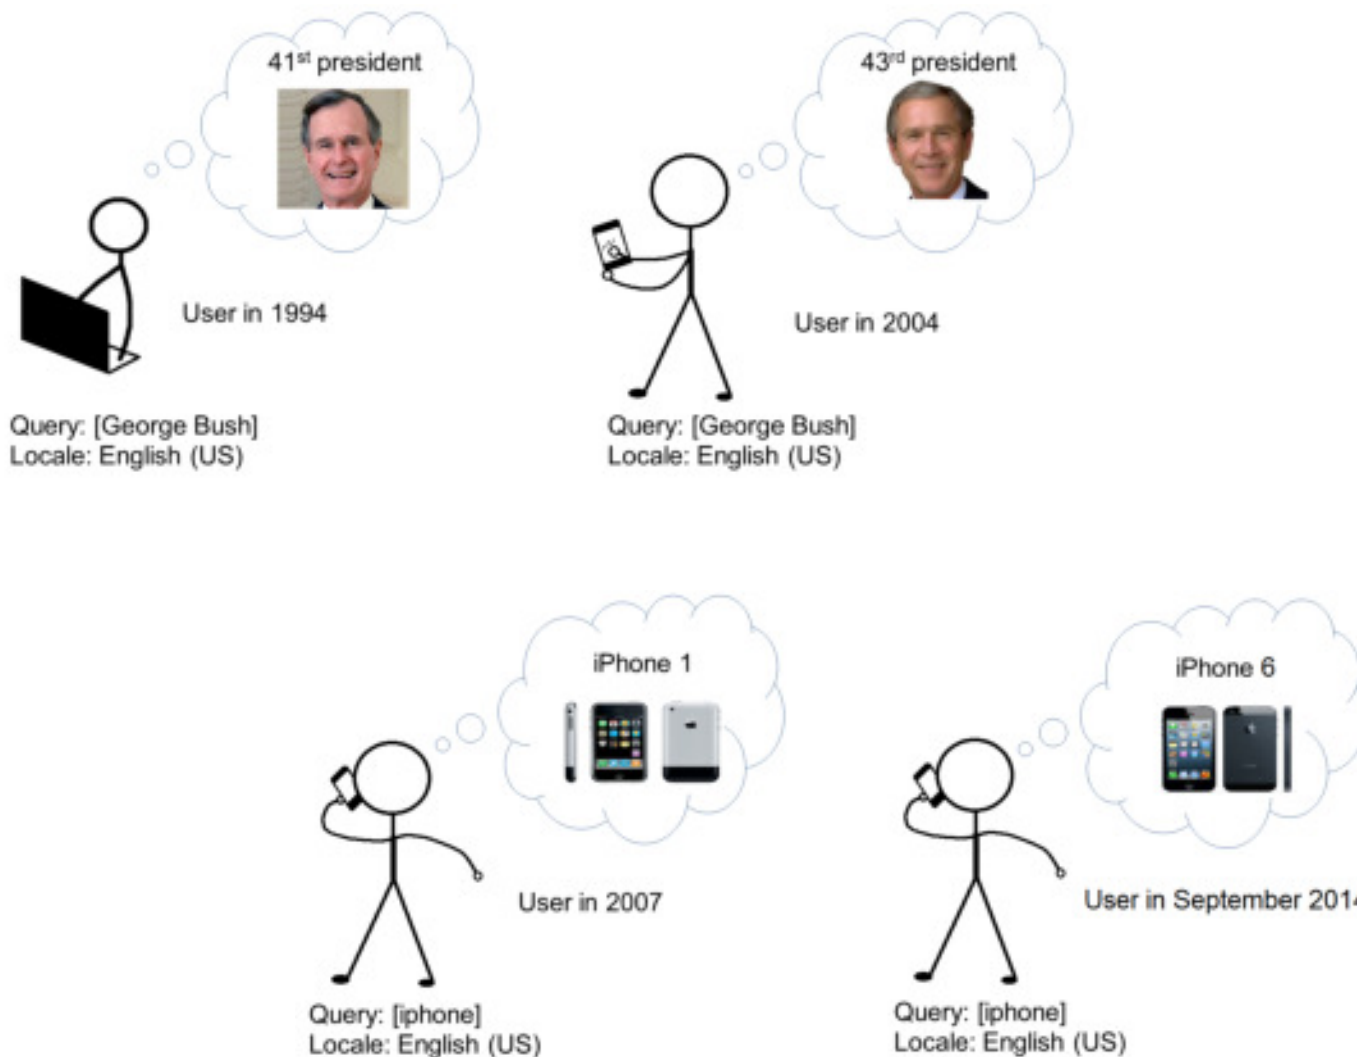 41st president
43rd president
User in 1994
User in 2004
Query: [George Bush]
Locale: English (US)
Query: [George Bush]
Locale: English (US)
iPhone 1
iPhone 6
User in 2007
User in September 2014
Query: [iphone]
Locale: English (US)
Query: [iphone]
Locale: English (US)